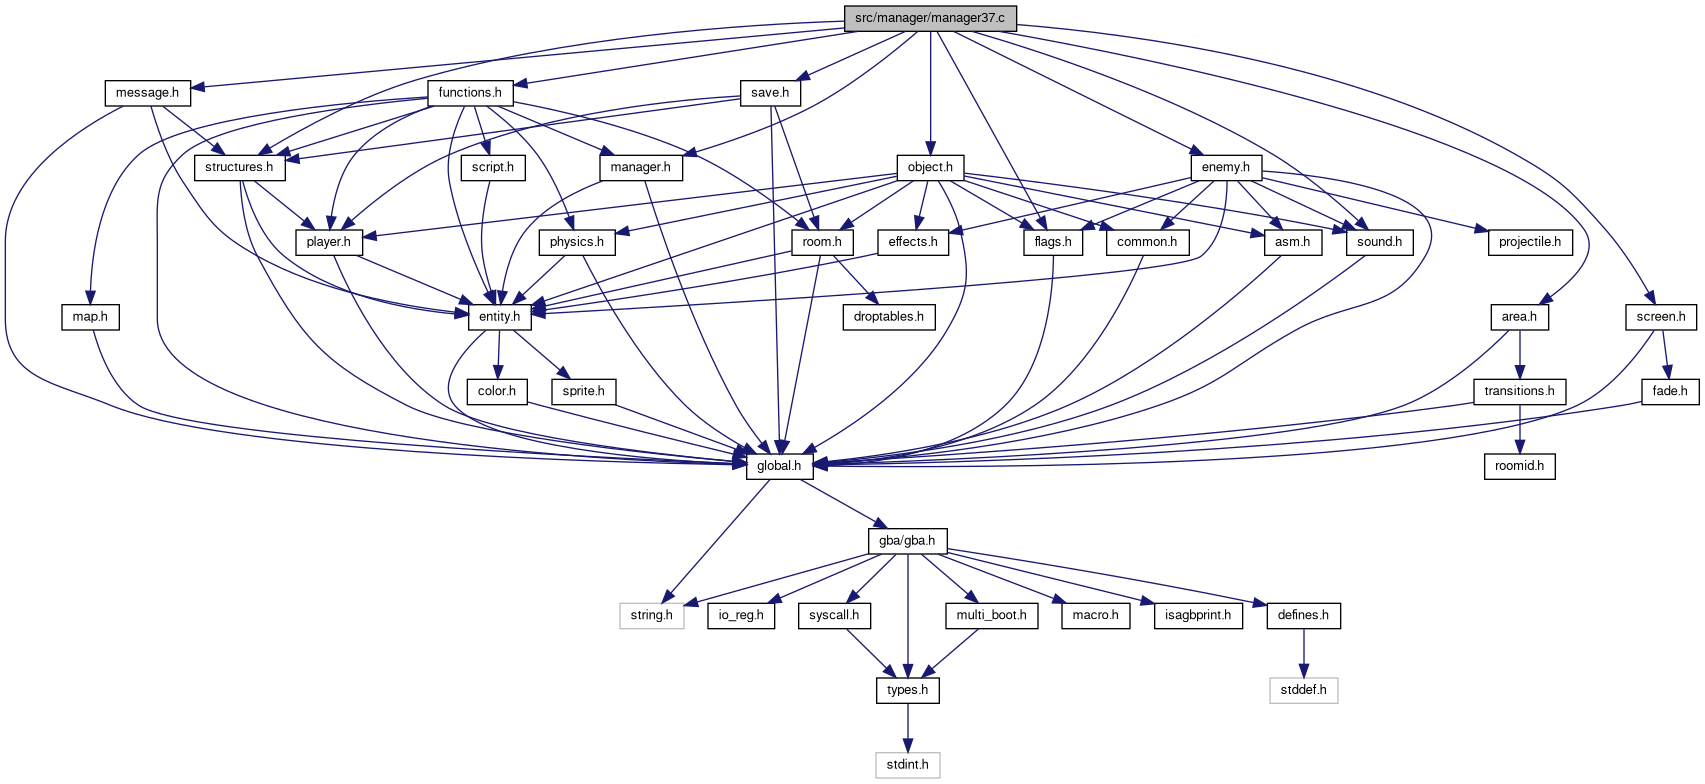 src/manager/manager37.c
message.h
functions.h
save.h
structures.h
script.h
manager.h
object.h
enemy.h
player.h
physics.h
room.h
effects.h
flags.h
common.h
asm.h
sound.h
projectile.h
map.h
entity.h
droptables.h
area.h
screen.h
color.h
sprite.h
transitions.h
fade.h
global.h
roomid.h
gba/gba.h
string.h
io_reg.h
syscall.h
multi_boot.h
macro.h
isagbprint.h
defines.h
types.h
stddef.h
stdint.h